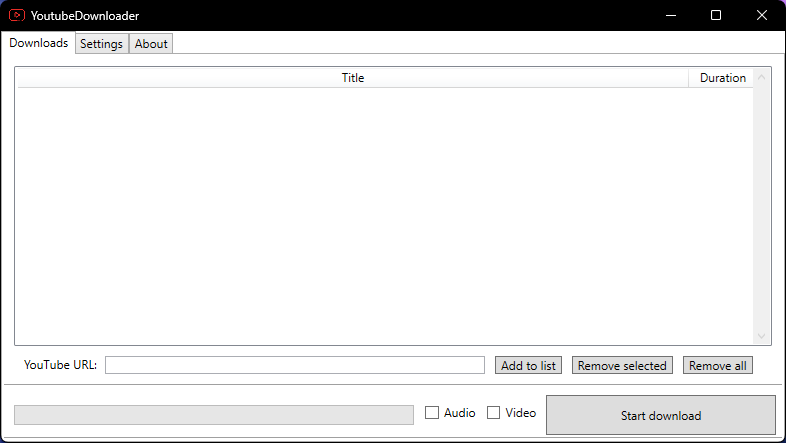 YoutubeDownloader
Downloads Settings About
Title Duration
YouTube URL: Add to list Remove selected Remove all
Audio Video Start download